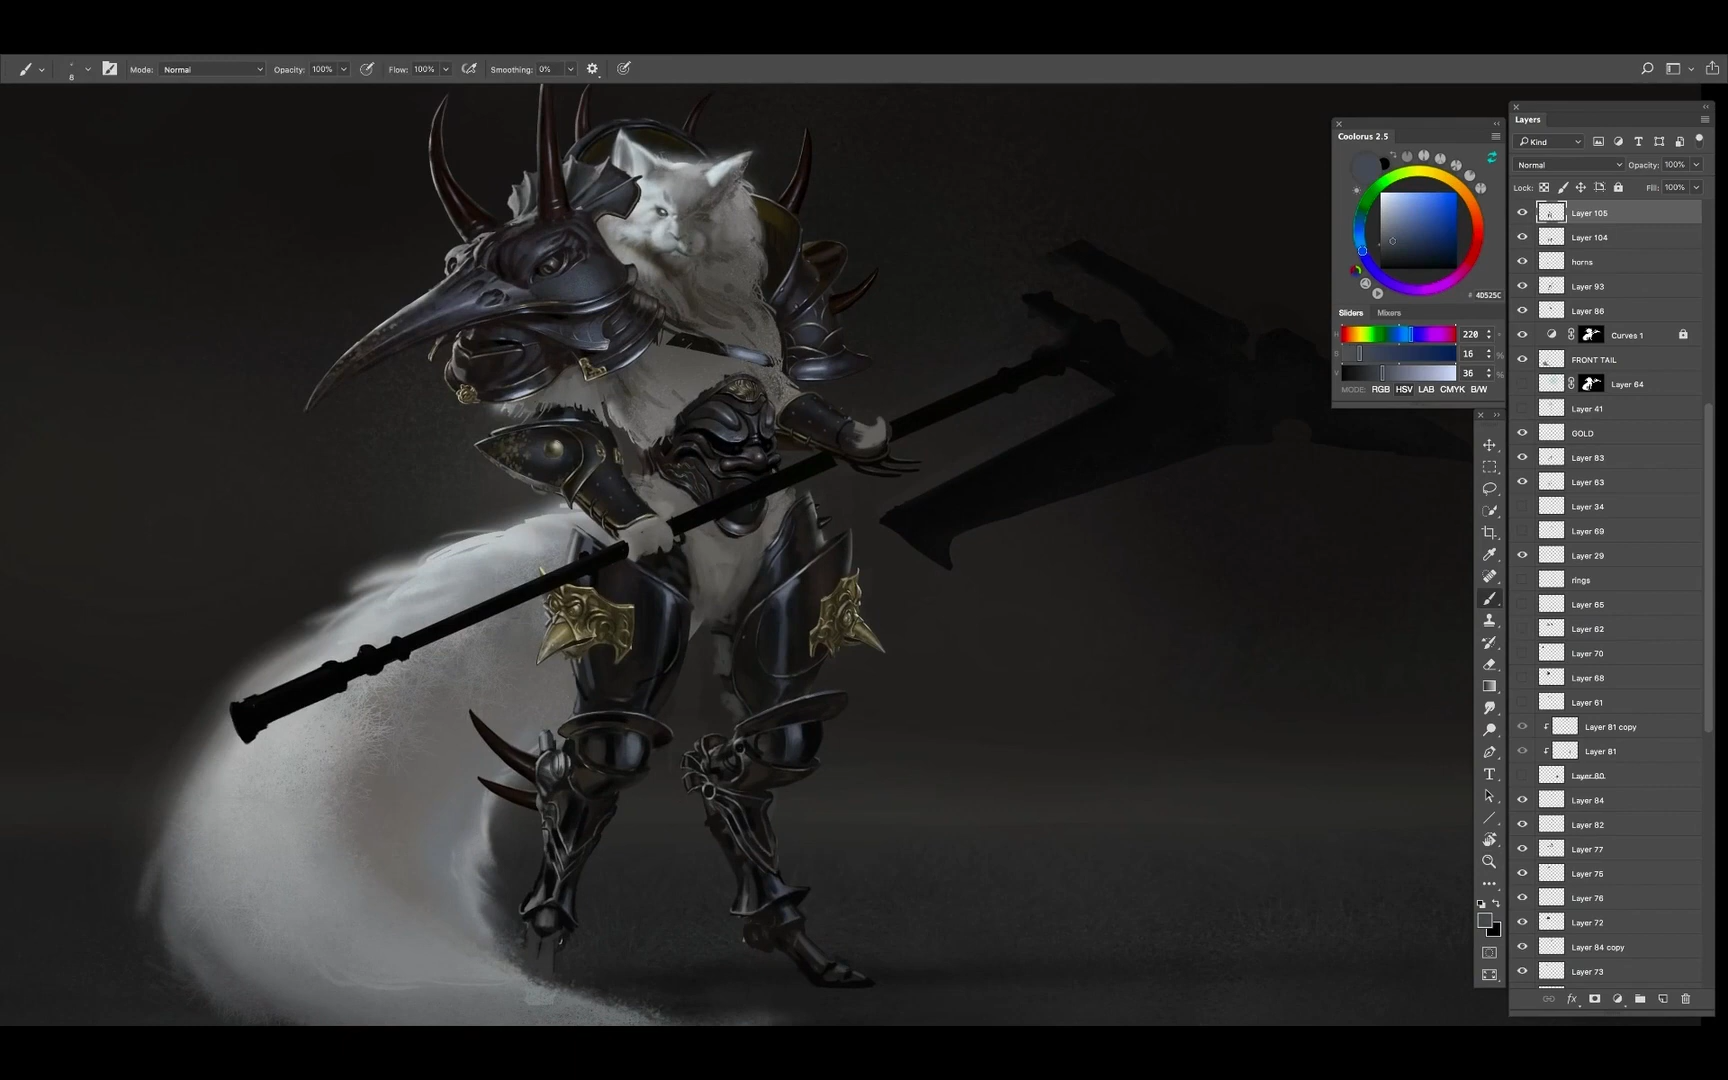 8
Mode: Normal
Opacity: 100%
Flow: 100%
Smoothing: 0%
Coolorus 2.5
# 4D525C
Sliders Mixers
H 220 °
S 16 %
V 36 %
MODE: RGB HSV LAB CMYK B/W
Layers
Kind
Normal Opacity: 100%
Lock: Fill: 100%
Layer 105
Layer 104
horns
Layer 93
Layer 86
Curves 1
FRONT TAIL
Layer 64
Layer 41
GOLD
Layer 83
Layer 63
Layer 34
Layer 69
Layer 29
rings
Layer 65
Layer 62
Layer 70
Layer 68
Layer 61
Layer 81 copy
Layer 81
Layer 80
Layer 84
Layer 82
Layer 77
Layer 75
Layer 76
Layer 72
Layer 84 copy
Layer 73
fx